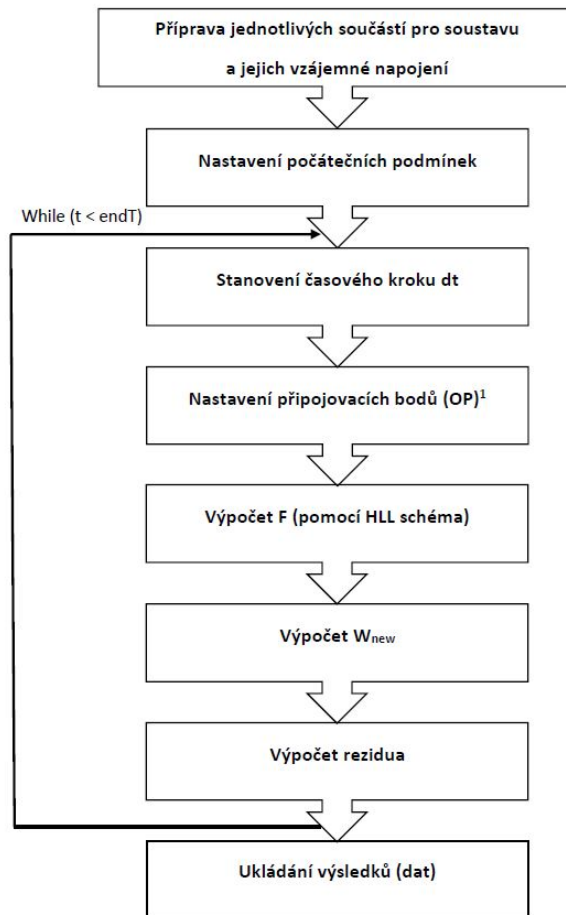 Příprava jednotlivých součástí pro soustavu
a jejich vzájemné napojení
Nastavení počátečních podmínek
While (t < endT)
Stanovení časového kroku dt
Nastavení připojovacích bodů (OP)¹
Výpočet F (pomocí HLL schéma)
Výpočet Wnew
Výpočet rezidua
Ukládání výsledků (dat)